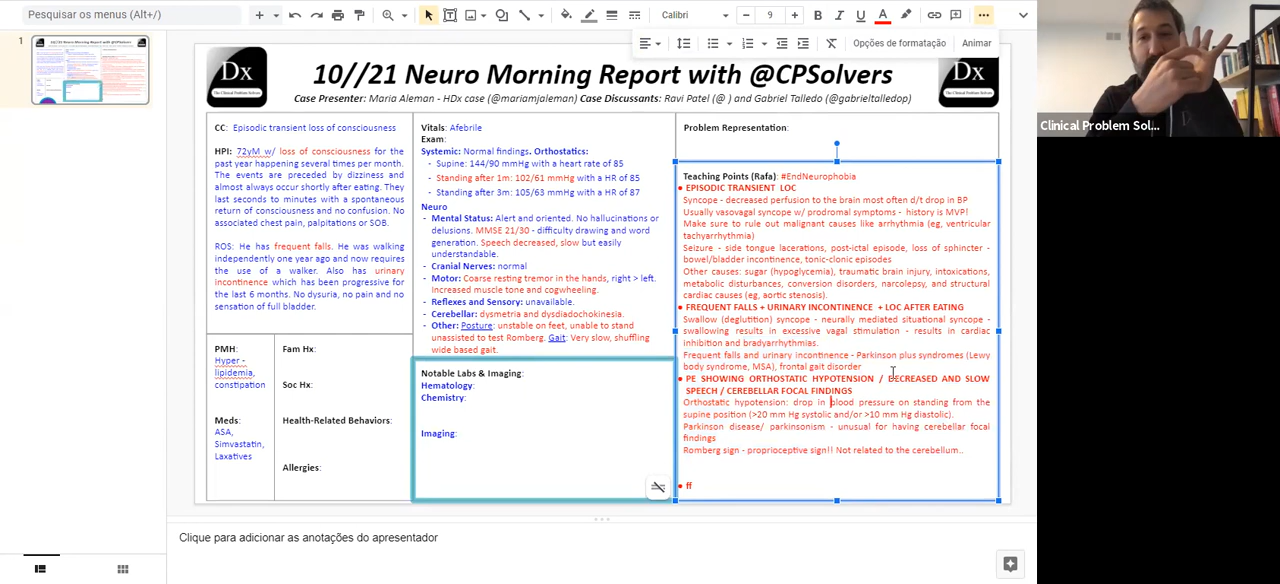 Pesquisar os menus (Alt+/)
Calibri
9
Opções de formatação
Animar
1
Dx
The Clinical Problem Solvers
10//21 Neuro Morning Report with @CPSolvers
Case Presenter: Maria Aleman - HDx case (@mariamjaleman) Case Discussants: Ravi Patel (@ ) and Gabriel Talledo (@gabrieltalledop)
Dx
CC: Episodic transient loss of consciousness
HPI: 72yM w/ loss of consciousness for the
past year happening several times per month.
The events are preceded by dizziness and
almost always occur shortly after eating. They
last seconds to minutes with a spontaneous
return of consciousness and no confusion. No
associated chest pain, palpitations or SOB.
ROS: He has frequent falls. He was walking
independently one year ago and now requires
the use of a walker. Also has urinary
incontinence which has been progressive for
the last 6 months. No dysuria, no pain and no
sensation of full bladder.
PMH:
Hyper -
lipidemia,
constipation
Meds:
ASA,
Simvastatin,
Laxatives
Fam Hx:
Soc Hx:
Health-Related Behaviors:
Allergies:
Vitals: Afebrile
Exam:
Systemic: Normal findings. Orthostatics:
- Supine: 144/90 mmHg with a heart rate of 85
- Standing after 1m: 102/61 mmHg with a HR of 85
- Standing after 3m: 105/63 mmHg with a HR of 87
Neuro
- Mental Status: Alert and oriented. No hallucinations or
delusions. MMSE 21/30 - difficulty drawing and word
generation. Speech decreased, slow but easily
understandable.
- Cranial Nerves: normal
- Motor: Coarse resting tremor in the hands, right > left.
Increased muscle tone and cogwheeling.
- Reflexes and Sensory: unavailable.
- Cerebellar: dysmetria and dysdiadochokinesia.
- Other: Posture: unstable on feet, unable to stand
unassisted to test Romberg. Gait: Very slow, shuffling
wide based gait.
Notable Labs & Imaging:
Hematology:
Chemistry:
Imaging:
Problem Representation:
Teaching Points (Rafa): #EndNeurophobia
• EPISODIC TRANSIENT LOC
Syncope - decreased perfusion to the brain most often d/t drop in BP
Usually vasovagal syncope w/ prodromal symptoms - history is MVP!
Make sure to rule out malignant causes like arrhythmia (eg, ventricular
tachyarrhythmia)
Seizure - side tongue lacerations, post-ictal episode, loss of sphincter -
bowel/bladder incontinence, tonic-clonic episodes
Other causes: sugar (hypoglycemia), traumatic brain injury, intoxications,
metabolic disturbances, conversion disorders, narcolepsy, and structural
cardiac causes (eg, aortic stenosis).
• FREQUENT FALLS + URINARY INCONTINENCE + LOC AFTER EATING
Swallow (deglutition) syncope - neurally mediated situational syncope -
swallowing results in excessive vagal stimulation - results in cardiac
inhibition and bradyarrhythmias.
Frequent falls and urinary incontinence - Parkinson plus syndromes (Lewy
body syndrome, MSA), frontal gait disorder
• PE SHOWING ORTHOSTATIC HYPOTENSION / DECREASED AND SLOW
SPEECH / CEREBELLAR FOCAL FINDINGS
Orthostatic hypotension: drop in blood pressure on standing from the
supine position (>20 mm Hg systolic and/or >10 mm Hg diastolic).
Parkinson disease/ parkinsonism - unusual for having cerebellar focal
findings
Romberg sign - proprioceptive sign!! Not related to the cerebellum..
• ff
Clique para adicionar as anotações do apresentador
Clinical Problem Sol...